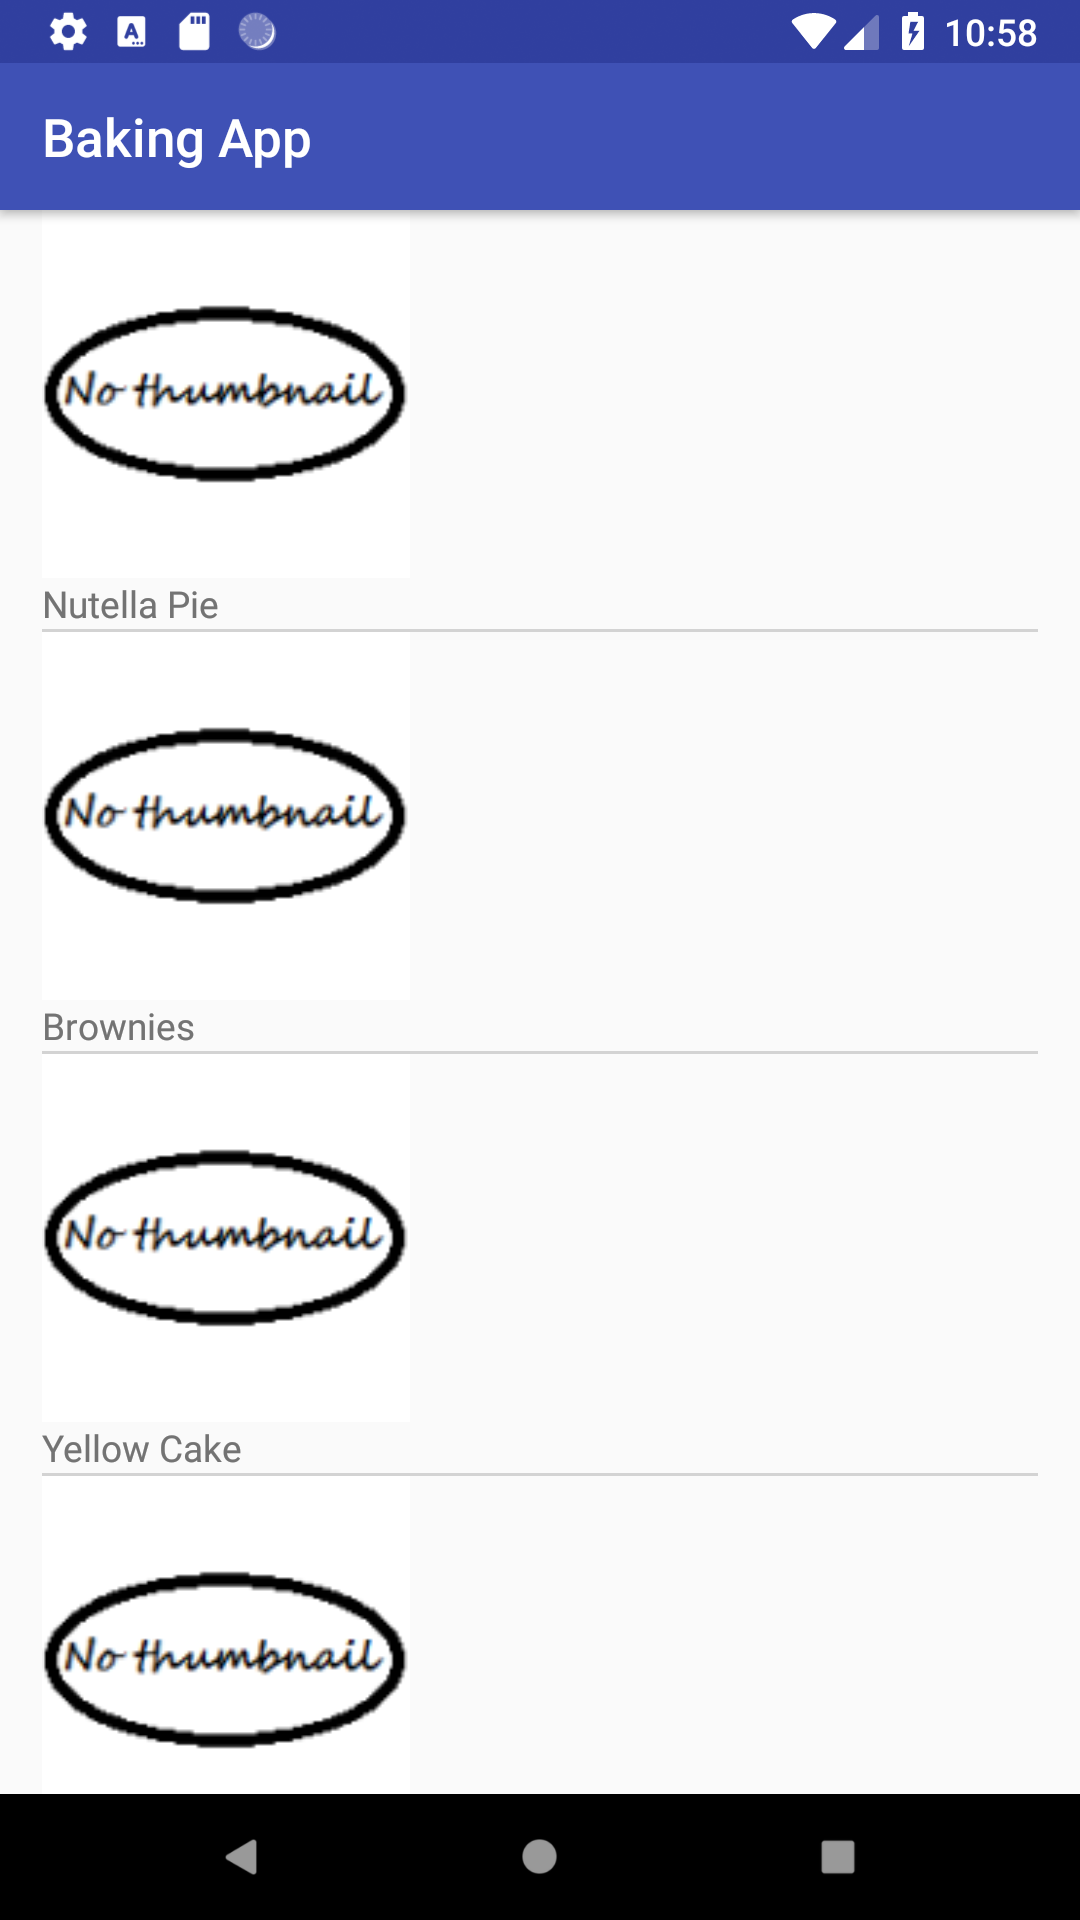 10:58
Baking App
No thumbnail
Nutella Pie
No thumbnail
Brownies
No thumbnail
Yellow Cake
No thumbnail